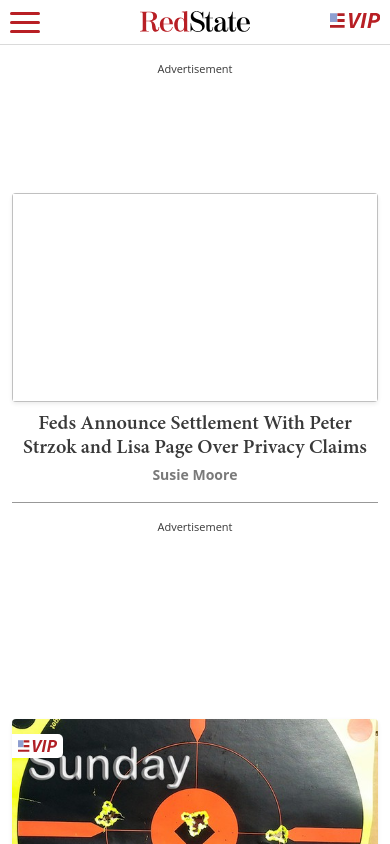 RedState
VIP
Advertisement
Feds Announce Settlement With Peter
Strzok and Lisa Page Over Privacy Claims
Susie Moore
Advertisement
VIP
Sunday